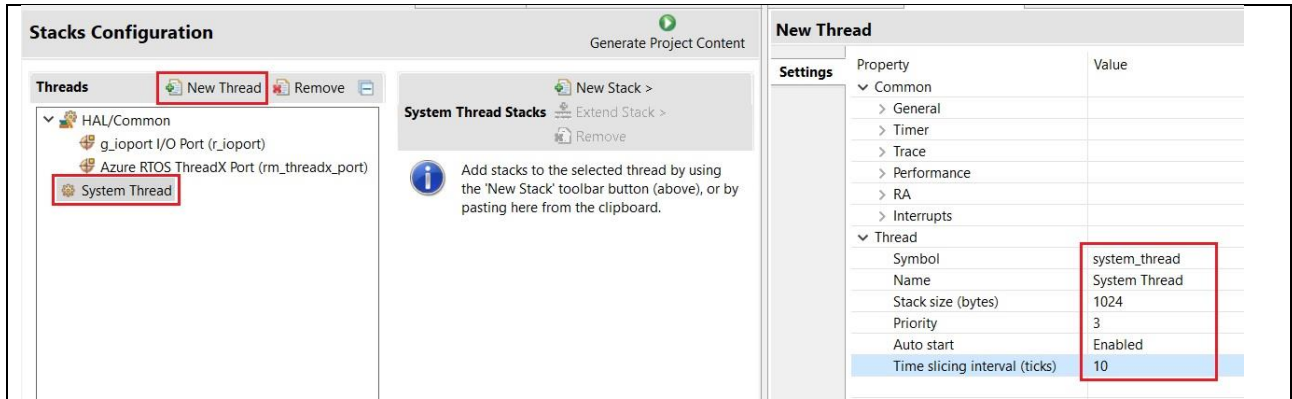 Stacks Configuration
Generate Project Content
Threads
New Thread
Remove
HAL/Common
g_ioport I/O Port (r_ioport)
Azure RTOS ThreadX Port (rm_threadx_port)
System Thread
New Stack >
System Thread Stacks
Extend Stack >
Remove
Add stacks to the selected thread by using
the 'New Stack' toolbar button (above), or by
pasting here from the clipboard.
New Thread
Settings
Property Value
Common
General
Timer
Trace
Performance
RA
Interrupts
Thread
Symbol system_thread
Name System Thread
Stack size (bytes) 1024
Priority 3
Auto start Enabled
Time slicing interval (ticks) 10